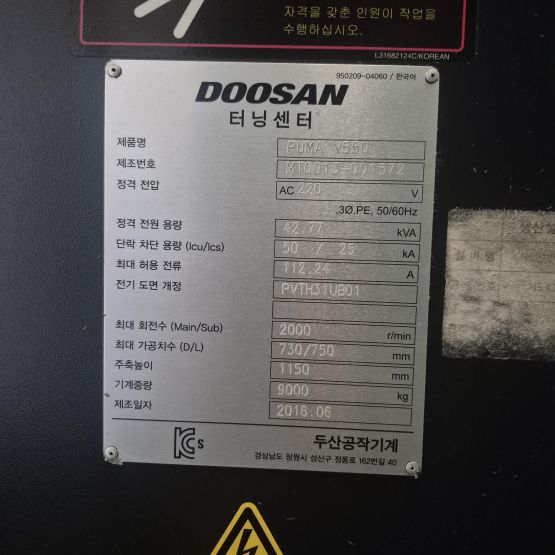 자격을 갖춘 인원이 작업을
수행하십시오.
L31682124C/KOREAN
950209-04060 / 한국어
DOOSAN
터닝센터
제품명 PUMA V550
제조번호 MT0013-001572
정격 전압 AC 220 V
,3Ø.PE, 50/60Hz
정격 전원 용량 42.77 kVA
단락 차단 용량 (Icu/Ics) 50 / 25 kA
최대 허용 전류 112.24 A
전기 도면 개정 PVTH31UB01
최대 회전수 (Main/Sub) 2000 r/min
최대 가공치수 (D/L) 730/750 mm
주축높이 1150 mm
기계중량 9000 kg
제조일자 2016.06
KCs
두산공작기계
경상남도 창원시 성산구 정동로 162번길 40